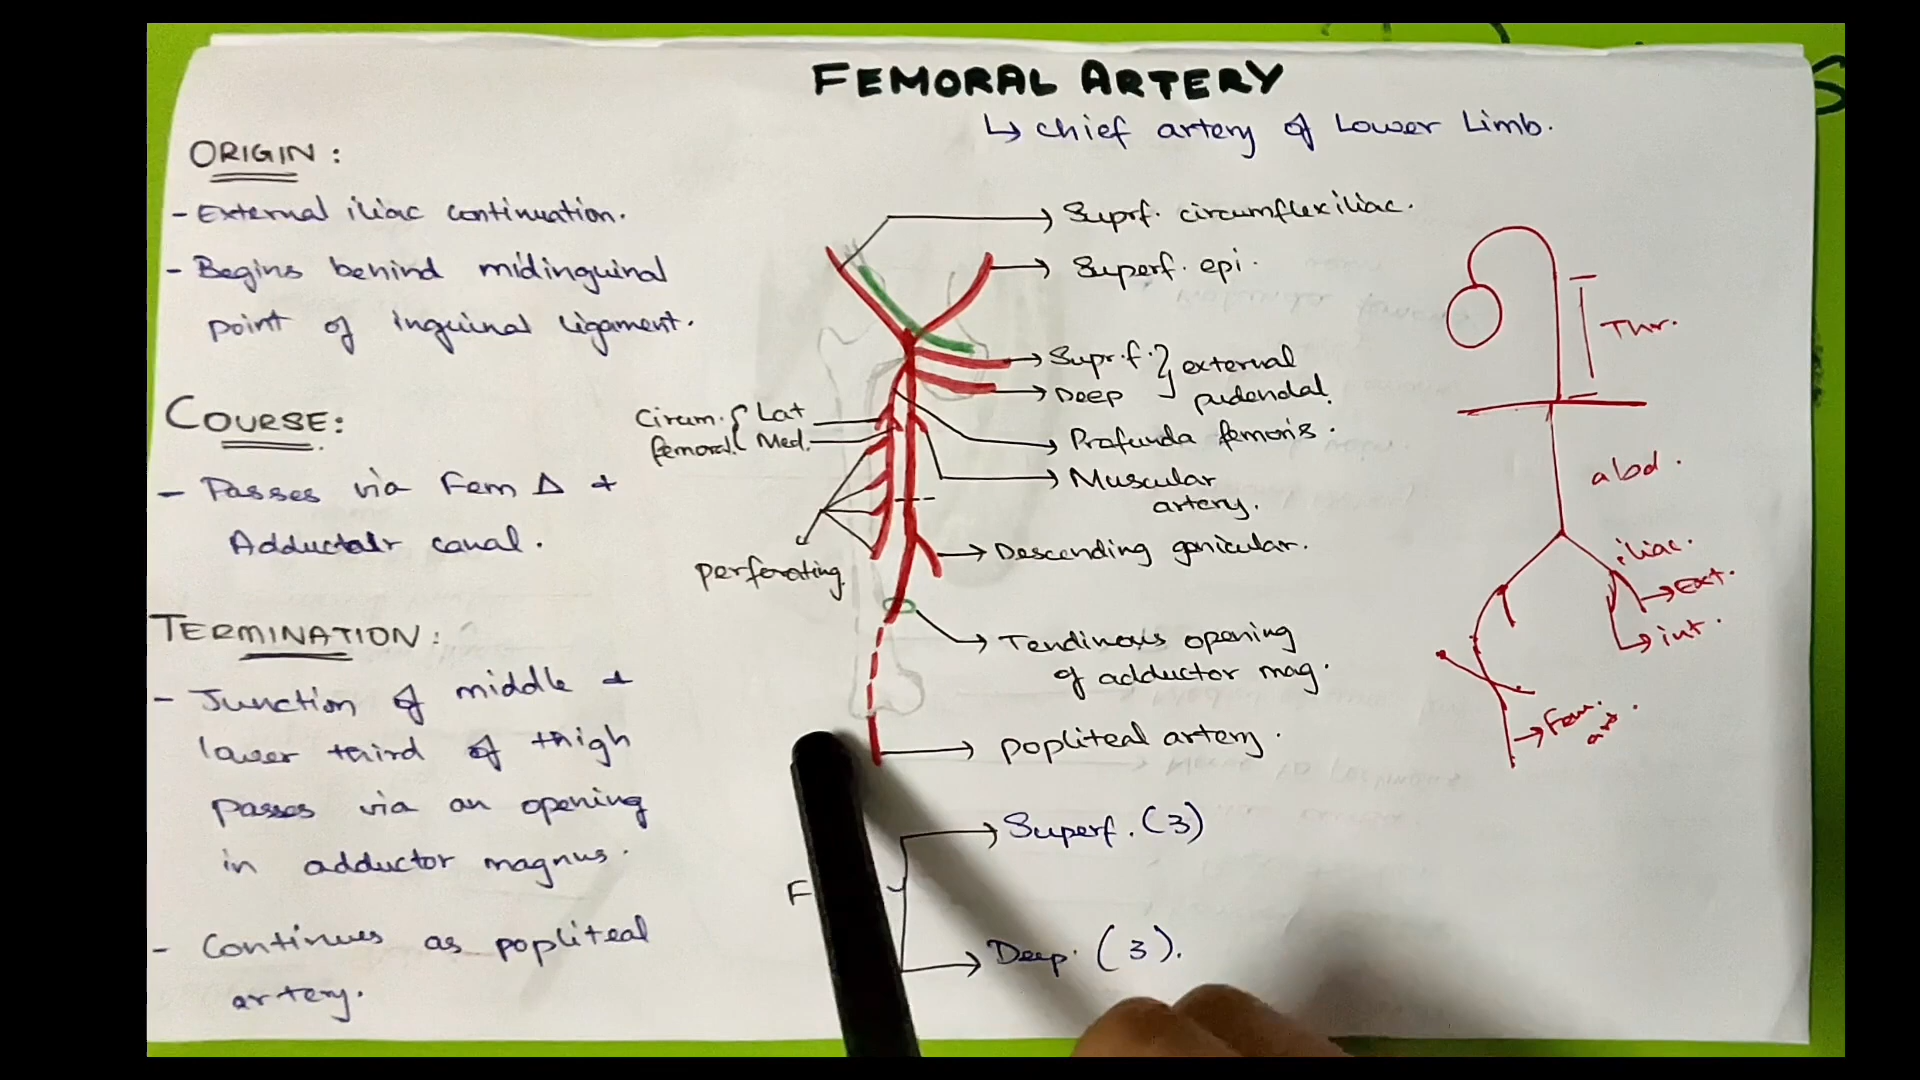 FEMORAL ARTERY
↳ chief artery of Lower Limb.
ORIGIN:
- External iliac continuation.
- Begins behind midinguinal
point of inguinal ligament.
COURSE:
- Passes via Fem Δ +
canal.
TERMINATION:
- Junction of middle +
lower third of thigh
passes via an opening
in adductor magnus.
- Continues as popliteal
artery.
→ Suprf. circumflex iliac.
→ Superf. epi.
→ Suprf. } external
→ Deep } pudendal.
Circum. { Lat
femoral. { Med.
→ Profunda femoris.
→ Muscular
artery.
perforating
→ Descending genicular.
→ Tendinous opening
of adductor mag.
→ popliteal artery.
F
→ Superf. (3)
→ Deep. (3).
Thr.
abd.
iliac.
→ Ext.
→ int.
→ Fem.
art.